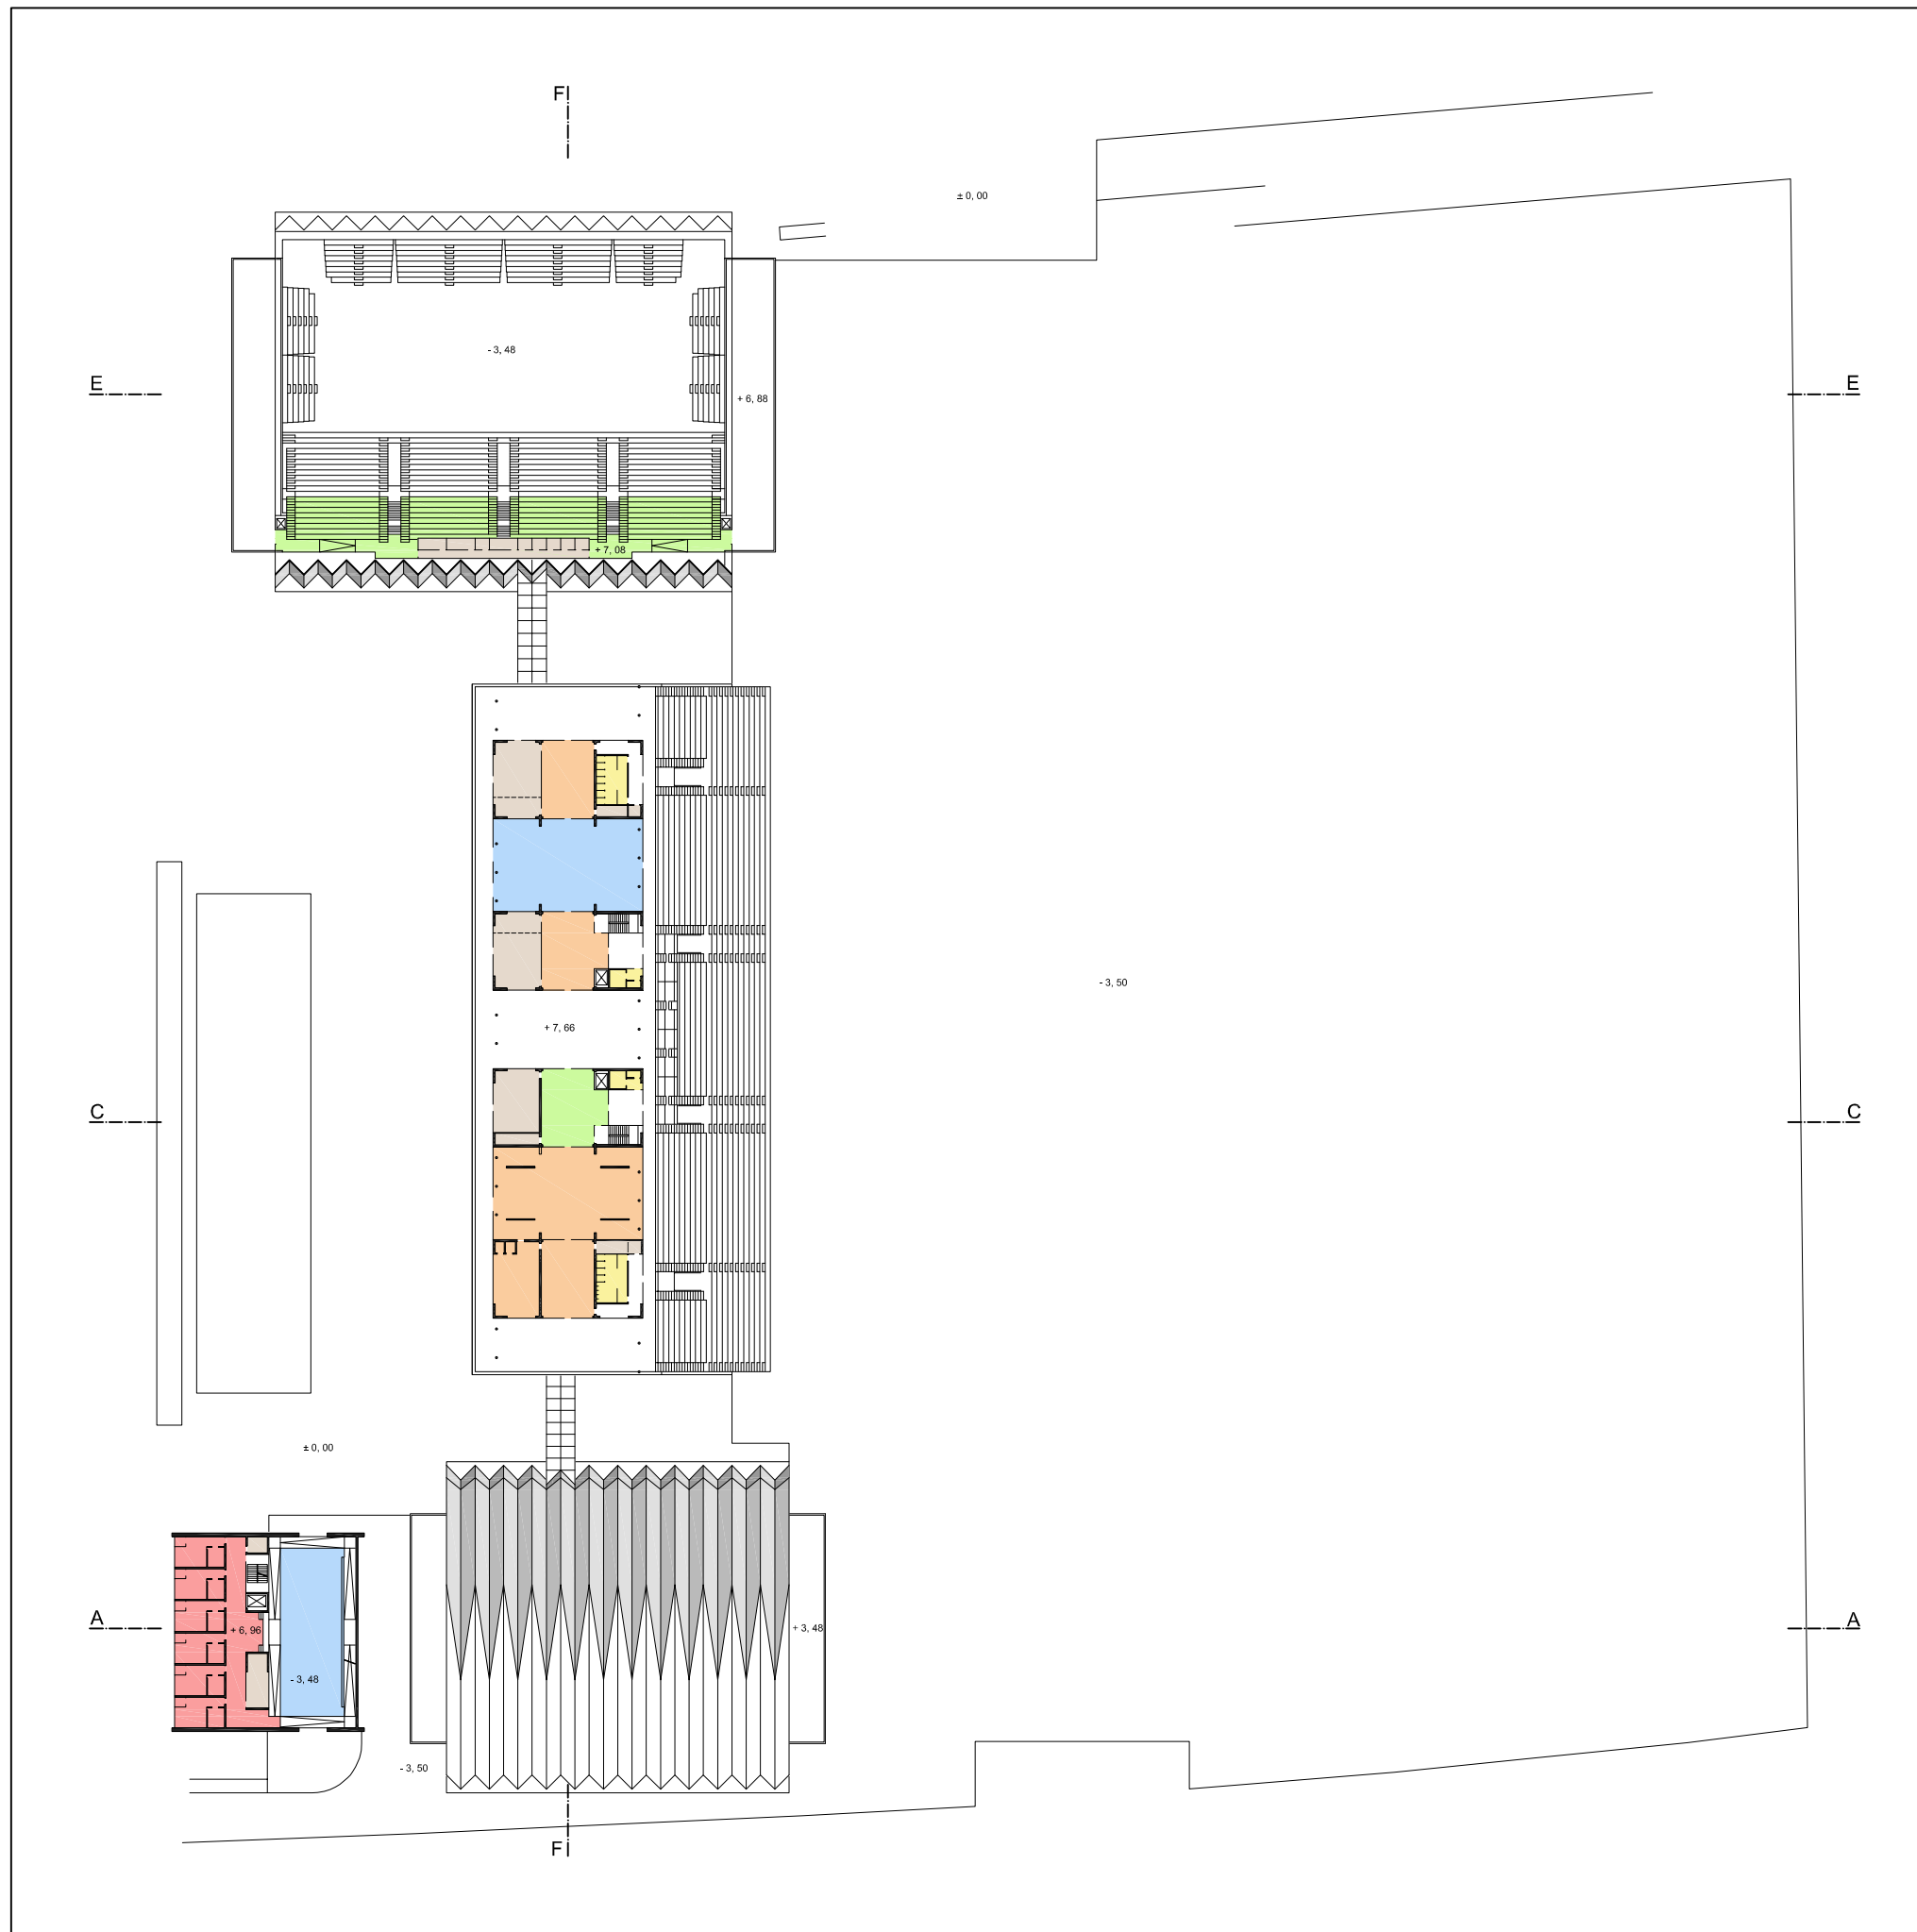 F
± 0, 00
- 3, 48
E
E
+ 6, 88
+ 7, 08
- 3, 50
+ 7, 66
C
C
± 0, 00
A
A
+ 6, 96
+ 3, 48
- 3, 48
- 3, 50
F